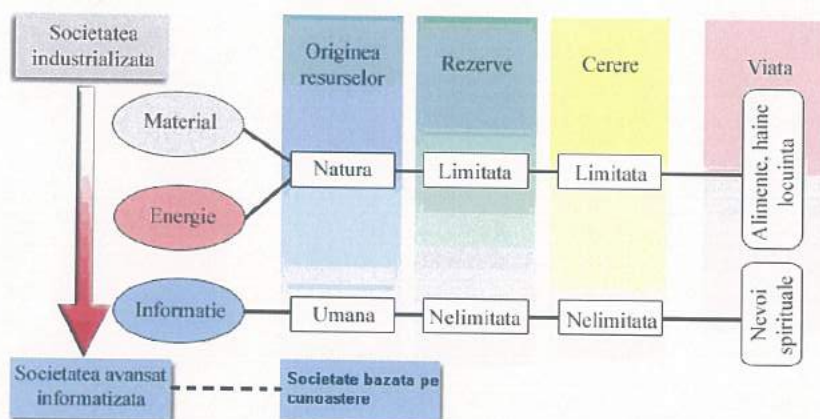 Societatea
industrializata
Originea
resurselor
Rezerve
Cerere
Viata
Material
Energie
Natura
Limitata
Limitata
Alimente, haine
locuinta
Informatie
Umana
Nelimitata
Nelimitata
Nevoi
spirituale
Societatea avansat
informatizata
Societate bazata pe
cunoastere